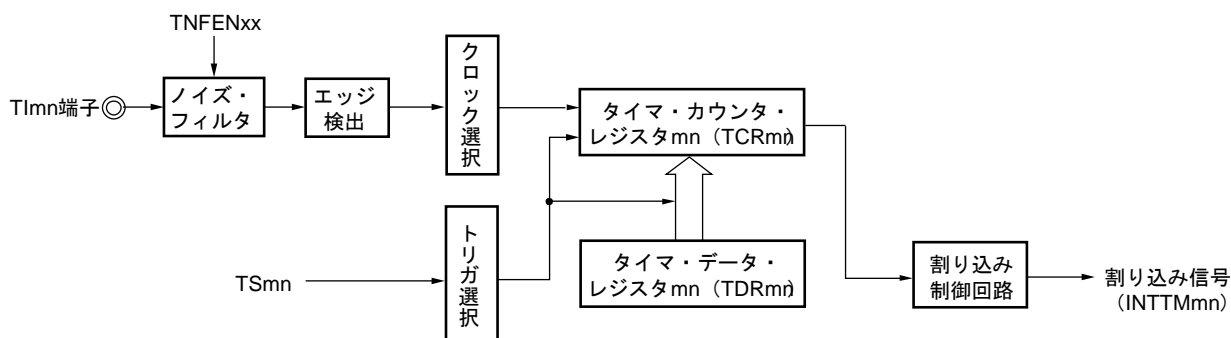 TNFENxx
TImn端子
ノイズ・
フィルタ
エッジ
検出
クロック選択
タイマ・カウンタ・
レジスタmn（TCRmn）
TSmn
トリガ選択
タイマ・データ・
レジスタmn（TDRmn）
割り込み
制御回路
割り込み信号
（INTTMmn）